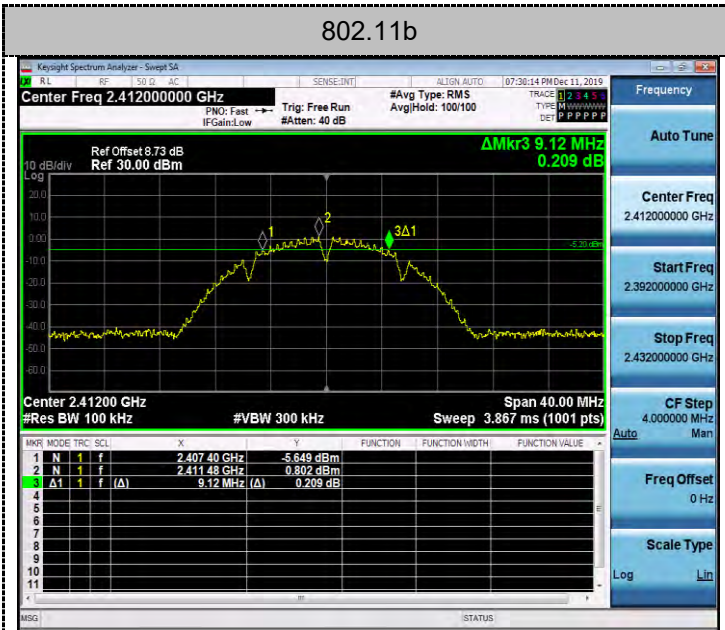 802.11b
Keysight Spectrum Analyzer - Swept SA
RL RF 50 Ω AC SENSE:INT ALIGN AUTO 07:30:14 PM Dec 11, 2019
Center Freq 2.412000000 GHz
PNO: Fast
IFGain:Low
Trig: Free Run
#Atten: 40 dB
#Avg Type: RMS
Avg|Hold: 100/100
TRACE 1 2 3 4 5 6
TYPE M W W W W W
DET P P P P P P
Ref Offset 8.73 dB
Ref 30.00 dBm
10 dB/div
Log
ΔMkr3 9.12 MHz
0.209 dB
20.0
10.0
0.00
-10.0
-20.0
-30.0
-40.0
-50.0
-60.0
1
2
3Δ1
-5.20 dBm
Center 2.41200 GHz Span 40.00 MHz
#Res BW 100 kHz #VBW 300 kHz Sweep 3.867 ms (1001 pts)
MKR MODE TRC SCL X Y FUNCTION FUNCTION WIDTH FUNCTION VALUE
1 N 1 f 2.407 40 GHz -5.649 dBm
2 N 1 f 2.411 48 GHz 0.802 dBm
3 Δ1 1 f (Δ) 9.12 MHz (Δ) 0.209 dB
4
5
6
7
8
9
10
11
MSG STATUS
Frequency
Auto Tune
Center Freq
2.412000000 GHz
Start Freq
2.392000000 GHz
Stop Freq
2.432000000 GHz
CF Step
4.000000 MHz
Auto Man
Freq Offset
0 Hz
Scale Type
Log Lin